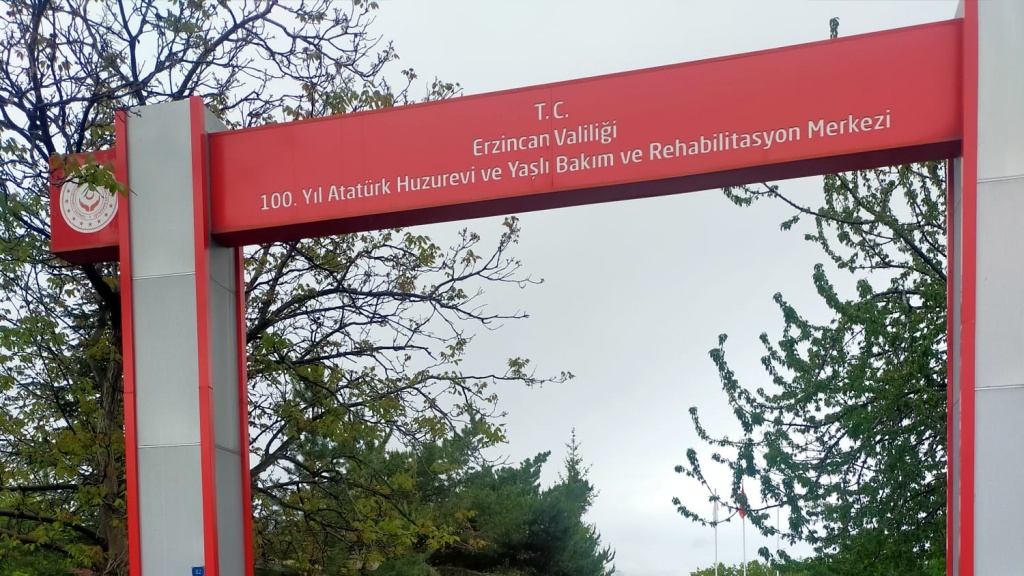 T.C.
Erzincan Valiliği
100. Yıl Atatürk Huzurevi ve Yaşlı Bakım ve Rehabilitasyon Merkezi